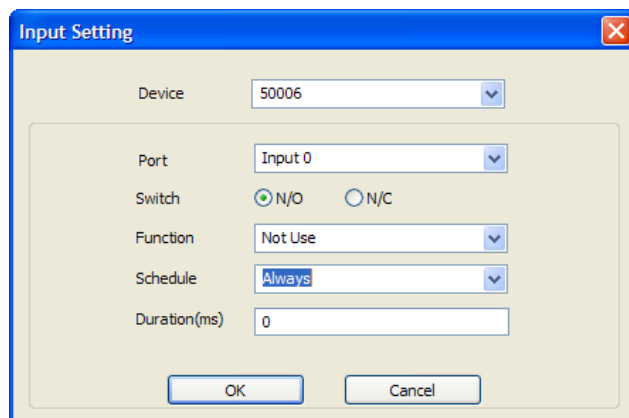 Input Setting
Device 50006
Port Input 0
Switch N/O N/C
Function Not Use
Schedule Always
Duration(ms) 0
OK Cancel